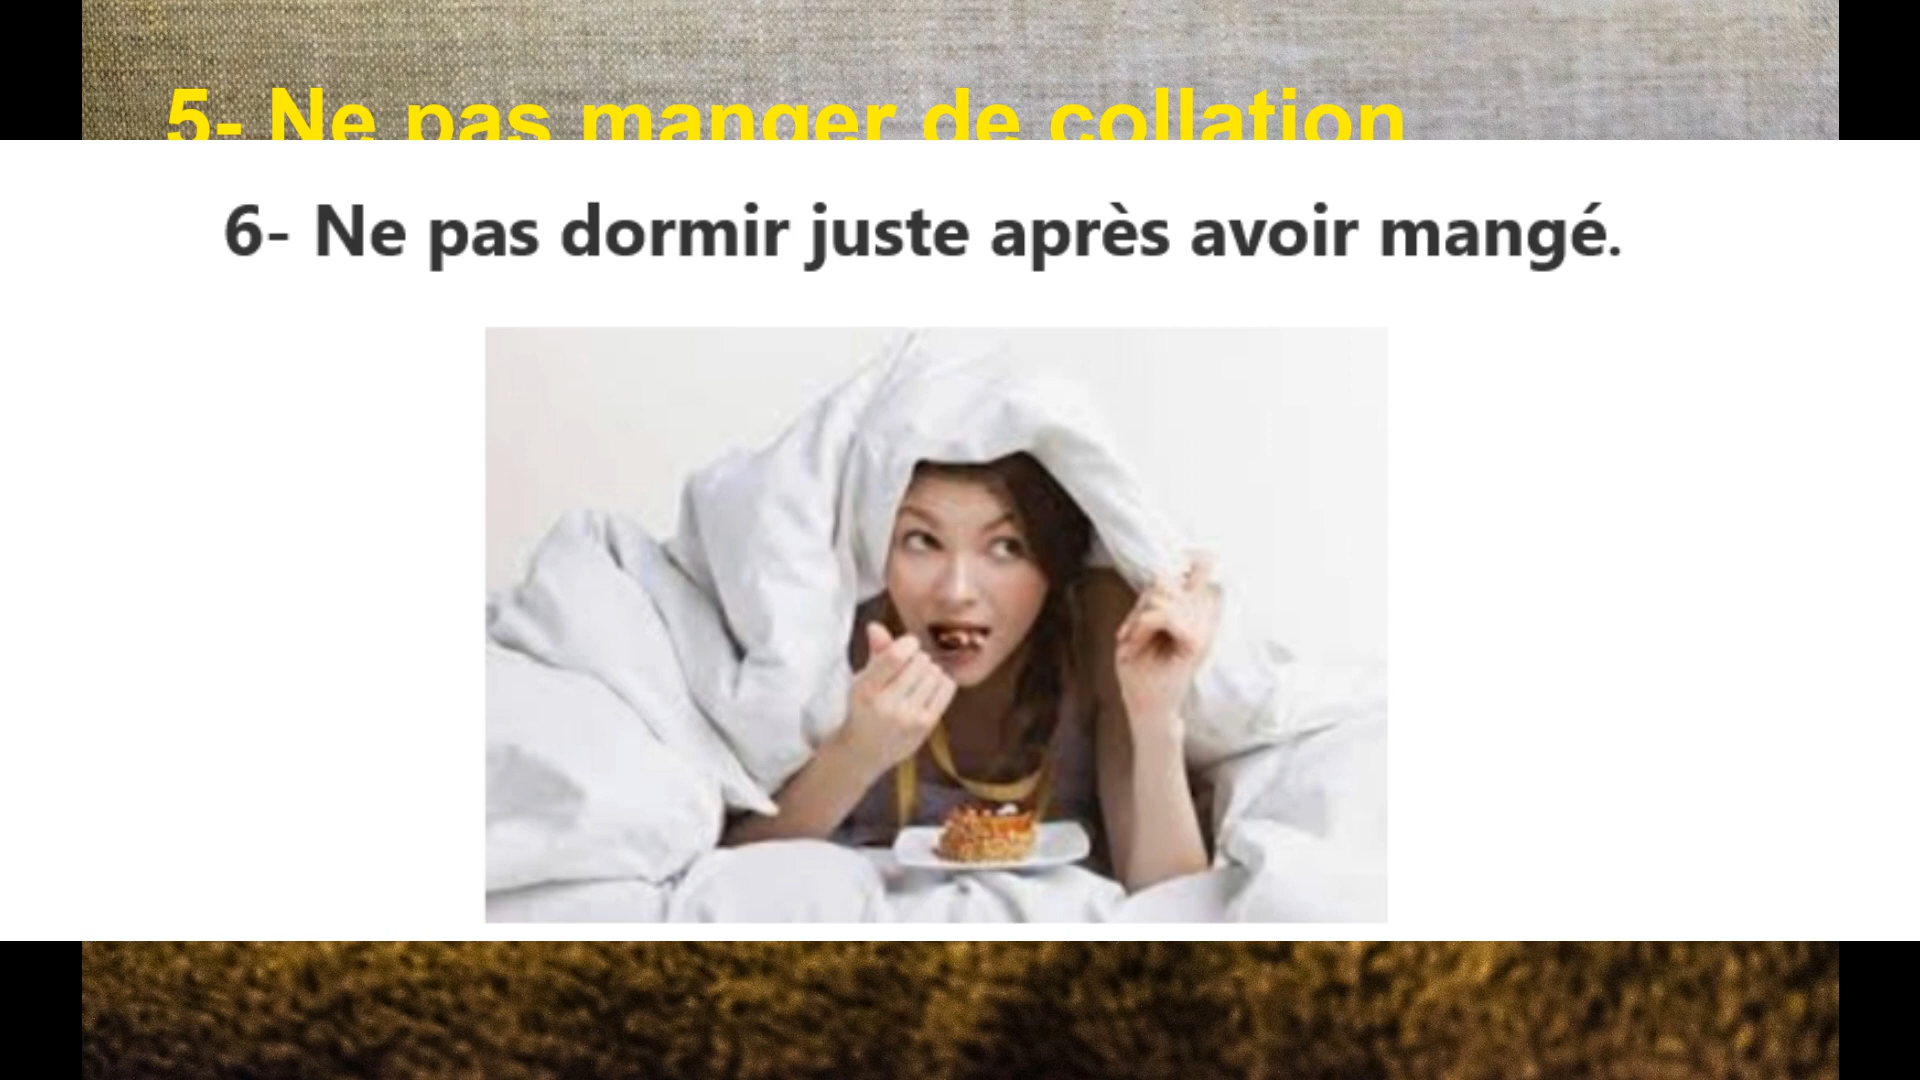 5- Ne pas manger de collation
6- Ne pas dormir juste après avoir mangé.